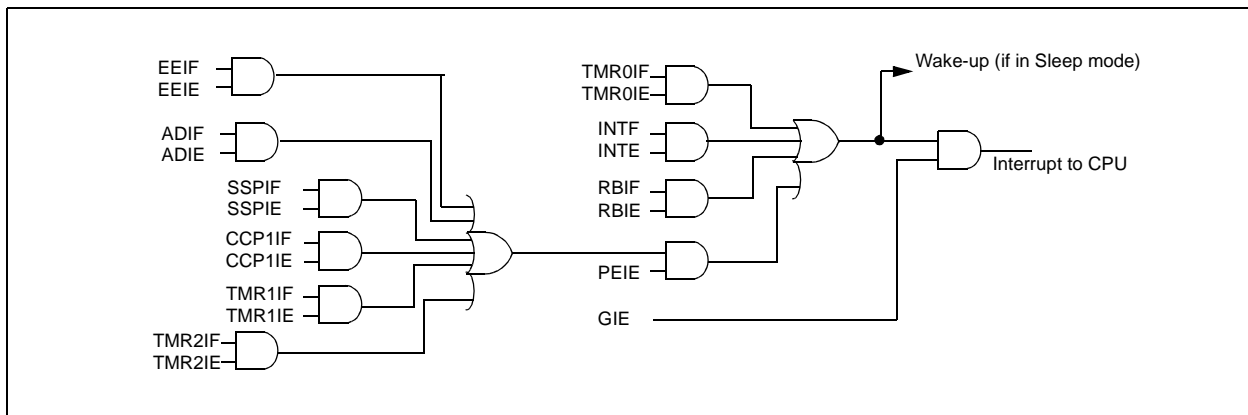 EEIF
EEIE
ADIF
ADIE
SSPIF
SSPIE
CCP1IF
CCP1IE
TMR1IF
TMR1IE
TMR2IF
TMR2IE
TMR0IF
TMR0IE
INTF
INTE
RBIF
RBIE
PEIE
GIE
Wake-up (if in Sleep mode)
Interrupt to CPU